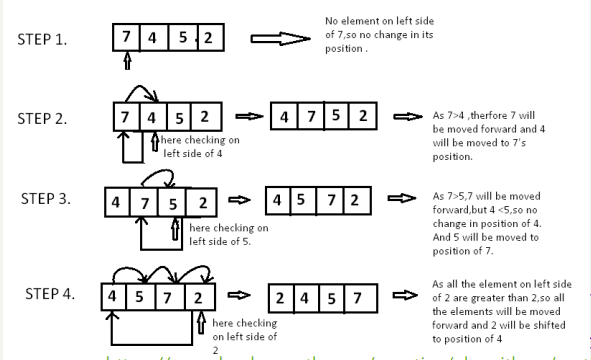 STEP 1.
7 4 5 2
No element on left side
of 7,so no change in its
position .
STEP 2.
7 4 5 2
here checking on
left side of 4
4 7 5 2
As 7>4 ,therfore 7 will
be moved forward and 4
will be moved to 7's
position.
STEP 3.
4 7 5 2
here checking on
left side of 5.
4 5 7 2
As 7>5,7 will be moved
forward,but 4 <5,so no
change in position of 4.
And 5 will be moved to
position of 7.
STEP 4.
4 5 7 2
here checking
on left side of
2
2 4 5 7
As all the element on left side
of 2 are greater than 2,so all
the elements will be moved
forward and 2 will be shifted
to position of 4